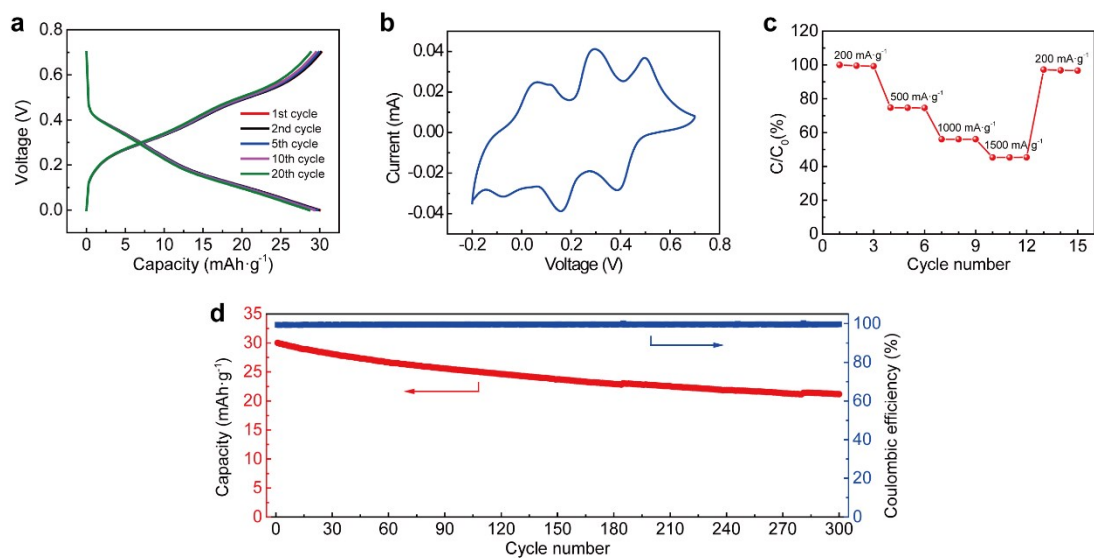 a
0.8
0.6
0.4
0.2
0.0
Voltage (V)
1st cycle
2nd cycle
5th cycle
10th cycle
20th cycle
0 5 10 15 20 25 30
Capacity (mAh·g⁻¹)
b
0.04
0.02
0.00
-0.02
-0.04
Current (mA)
-0.2 0.0 0.2 0.4 0.6 0.8
Voltage (V)
c
120
100
80
60
40
20
0
C/C₀(%)
200 mA·g⁻¹
500 mA·g⁻¹
1000 mA·g⁻¹
1500 mA·g⁻¹
200 mA·g⁻¹
0 3 6 9 12 15
Cycle number
d
35
30
25
20
15
10
5
0
Capacity (mAh·g⁻¹)
100
80
60
40
20
0
Coulombic efficiency (%)
0 30 60 90 120 150 180 210 240 270 300
Cycle number